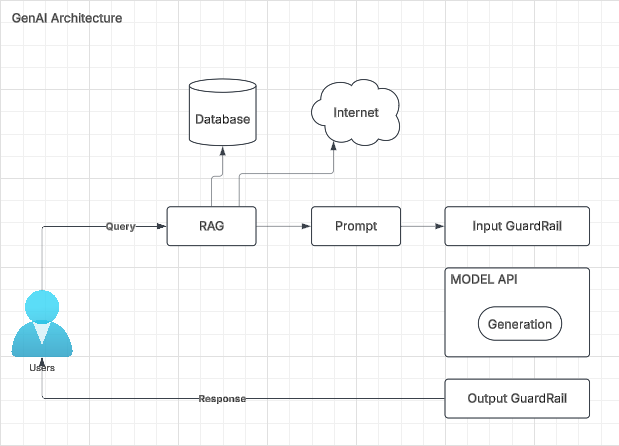 GenAI Architecture
Database
Internet
Query
RAG
Prompt
Input GuardRail
MODEL API
Generation
Users
Response
Output GuardRail